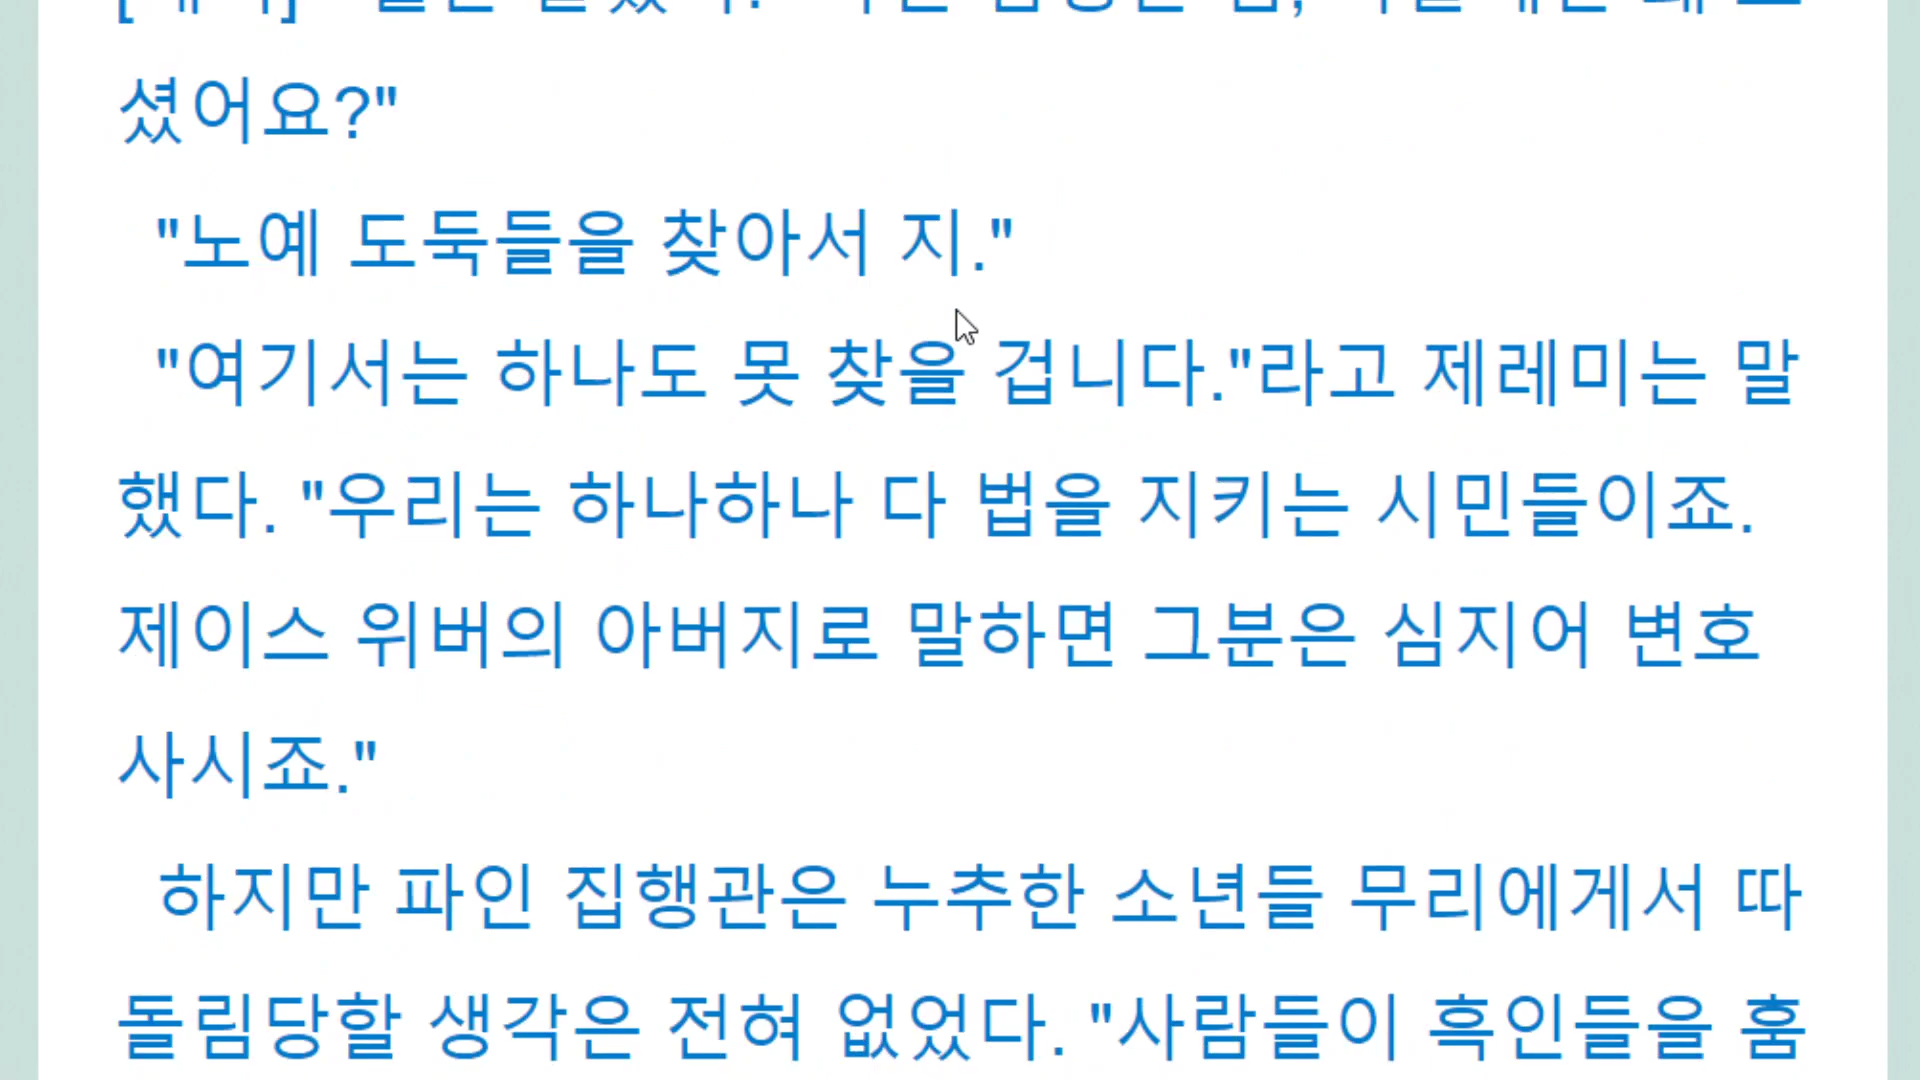 셨어요?"
"노예 도둑들을 찾아서 지."
"여기서는 하나도 못 찾을 겁니다."라고 제레미는 말
했다. "우리는 하나하나 다 법을 지키는 시민들이죠.
제이스 위버의 아버지로 말하면 그분은 심지어 변호
사시죠."
하지만 파인 집행관은 누추한 소년들 무리에게서 따
돌림당할 생각은 전혀 없었다. "사람들이 흑인들을 훔